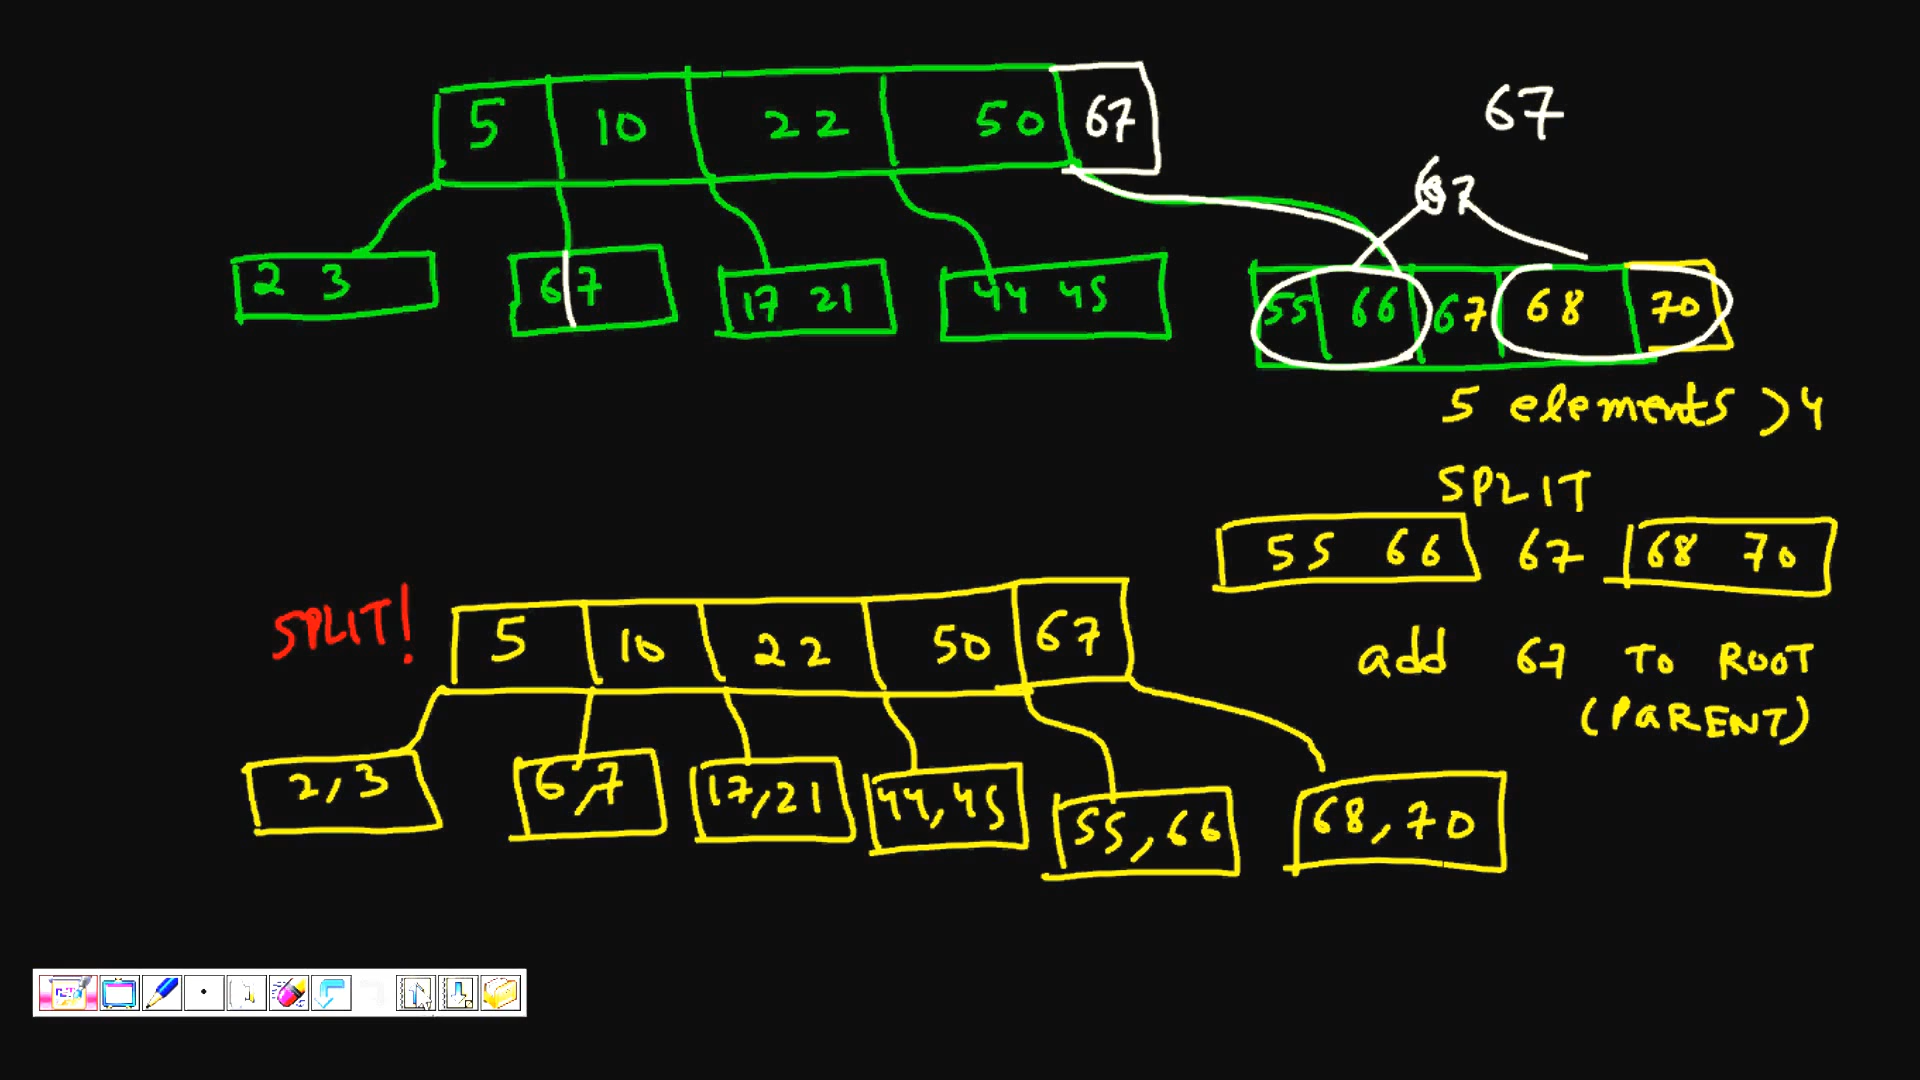 5 10 22 50 67
67
67
2 3
6 7
17 21
44 45
55 66 67 68 70
5 elements > 4
SPLIT
55 66 67 68 70
SPLIT!
5 10 22 50 67
add 67 TO ROOT
(PARENT)
2,3
6,7
17,21
44,45
55,66
68,70